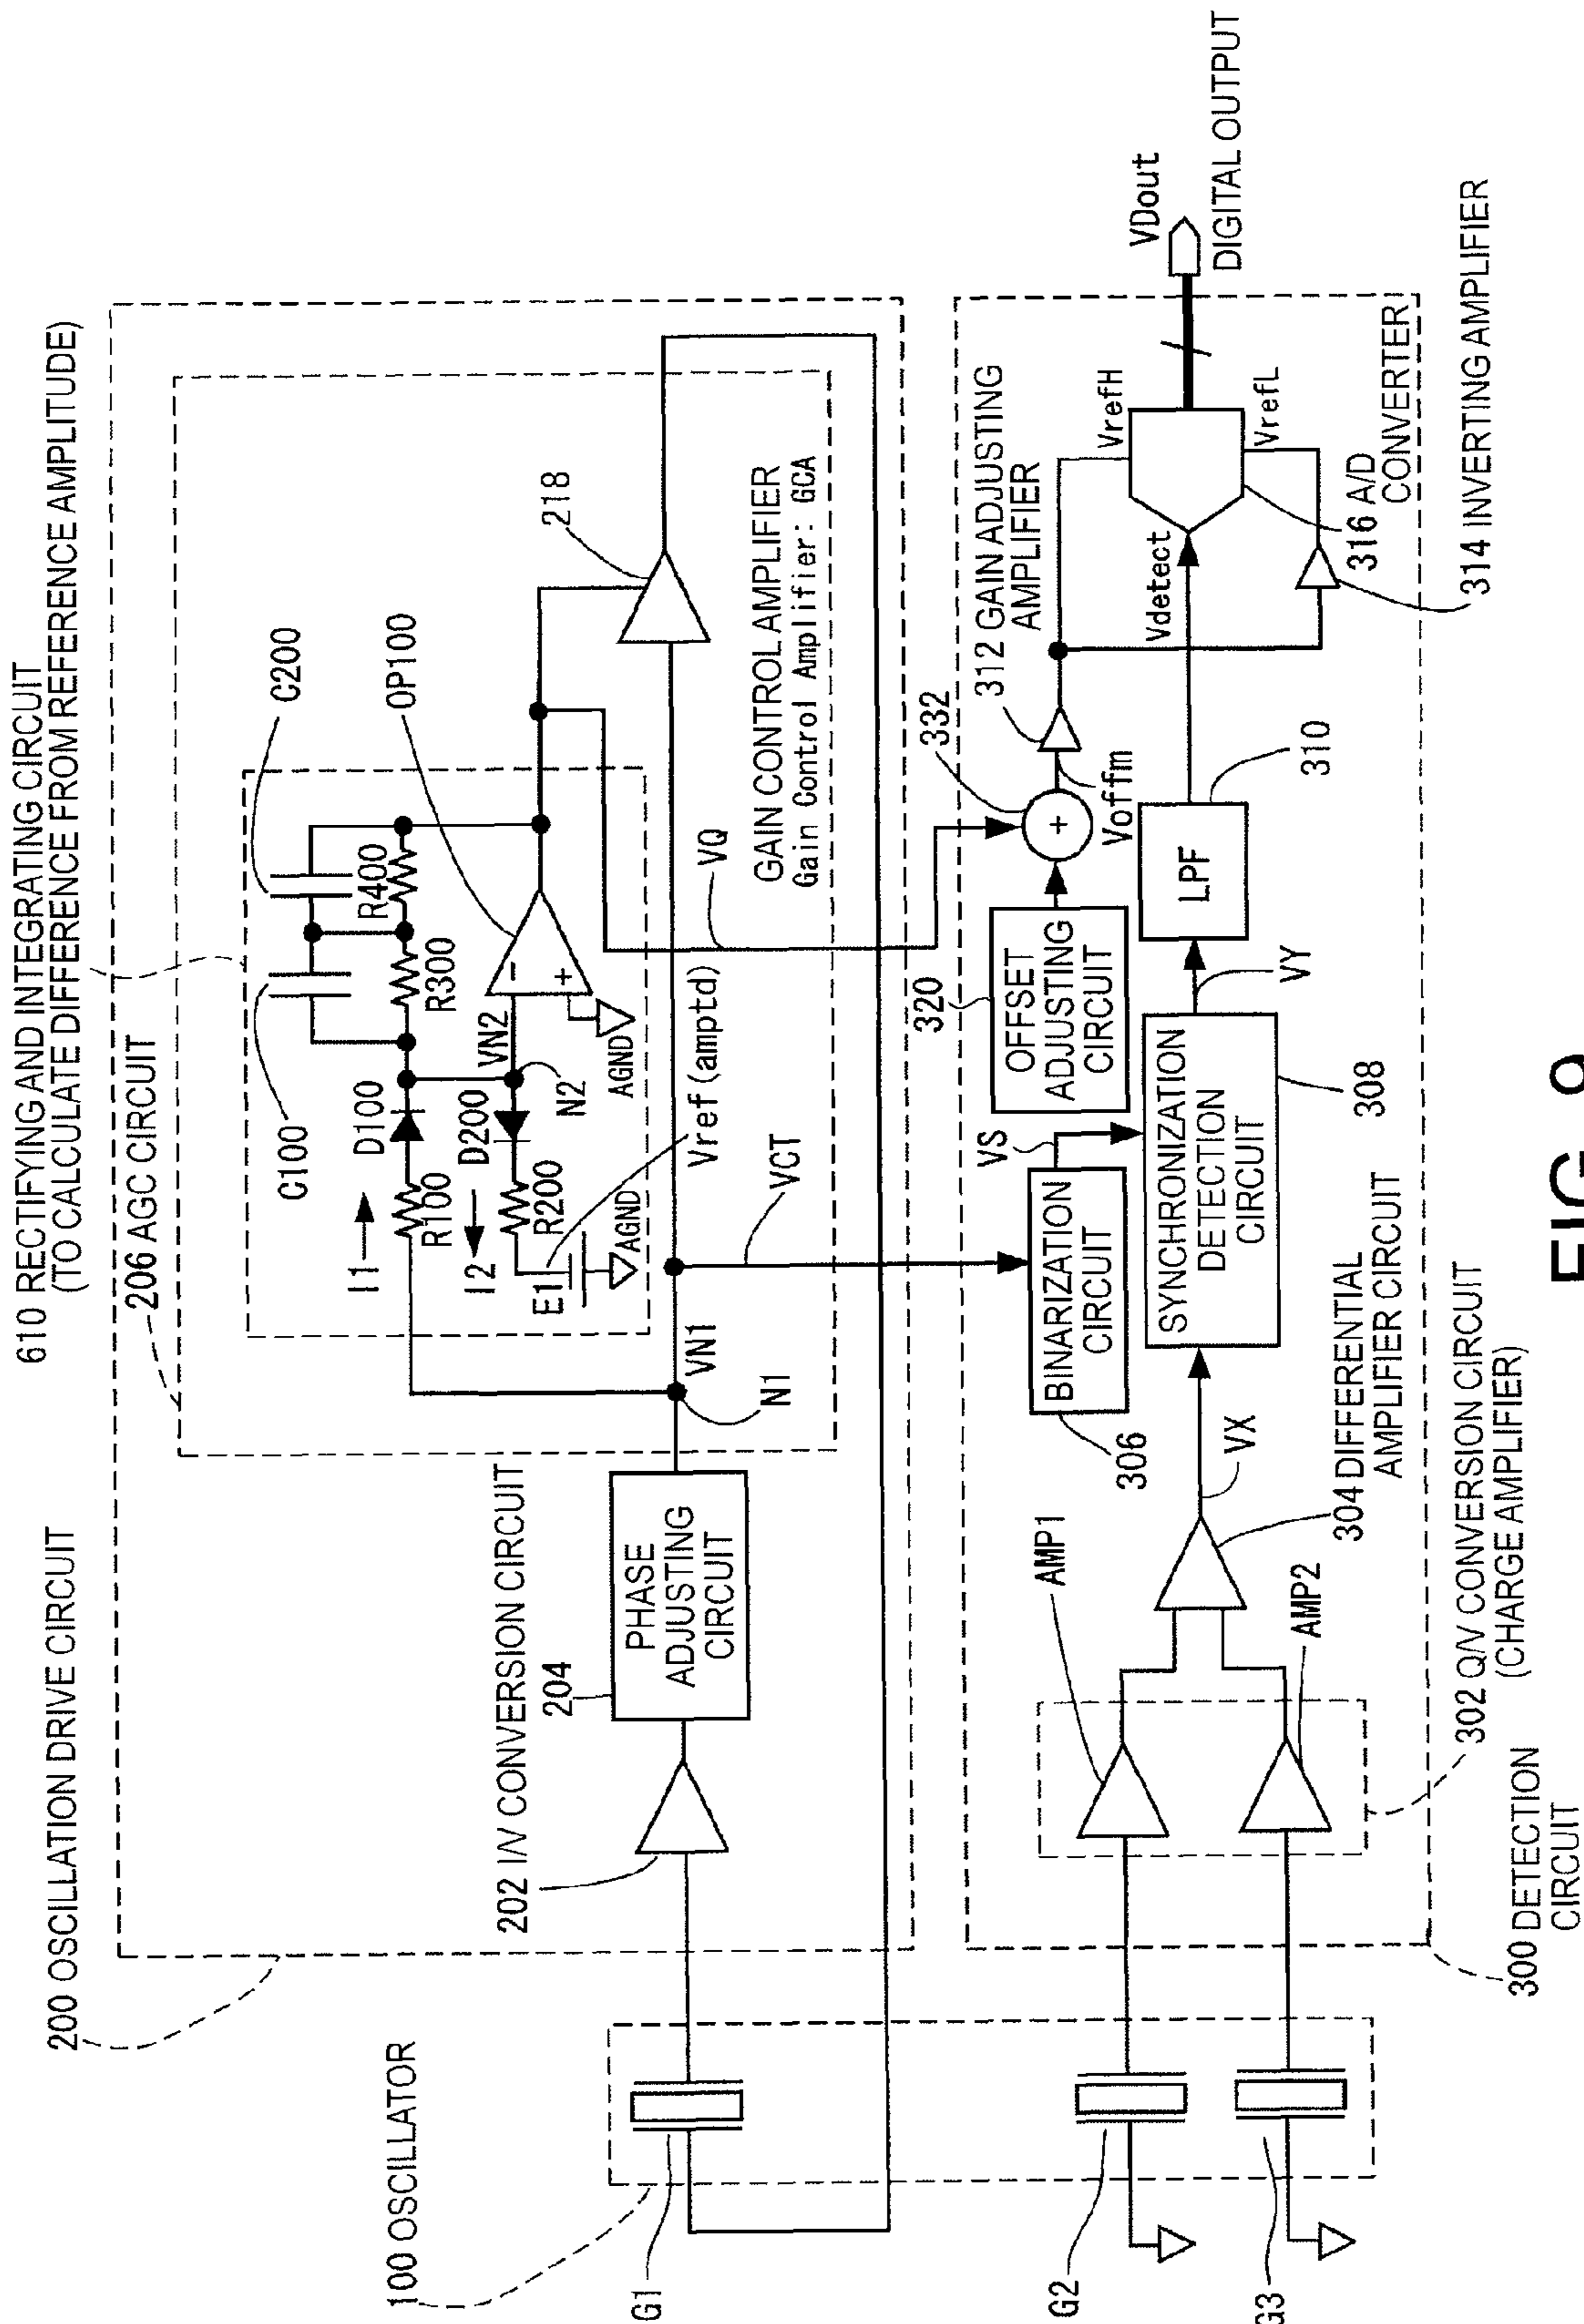 610 RECTIFYING AND INTEGRATING CIRCUIT
(TO CALCULATE DIFFERENCE FROM REFERENCE AMPLITUDE)
200 OSCILLATION DRIVE CIRCUIT
206 AGC CIRCUIT
C100
C200
I1
R100
D100
R300
R400
OP100
218
I2
R200
D200
VN2
N2
E1
AGND
AGND
-
+
Vref(amptd)
GAIN CONTROL AMPLIFIER
Gain Control Amplifier: GCA
100 OSCILLATOR
G1
202 I/V CONVERSION CIRCUIT
204
PHASE
ADJUSTING
CIRCUIT
VN1
N1
VCT
VQ
320
OFFSET
ADJUSTING
CIRCUIT
332
+
Voffm
312 GAIN ADJUSTING
AMPLIFIER
VrefH
VrefL
Vdetect
VDout
DIGITAL OUTPUT
316 A/D
CONVERTER
314 INVERTING AMPLIFIER
BINARIZATION
CIRCUIT
306
VS
SYNCHRONIZATION
DETECTION
CIRCUIT
308
VY
LPF
310
G2
G3
AMP1
AMP2
VX
304 DIFFERENTIAL
AMPLIFIER CIRCUIT
302 Q/V CONVERSION CIRCUIT
(CHARGE AMPLIFIER)
300 DETECTION
CIRCUIT
FIG. 9